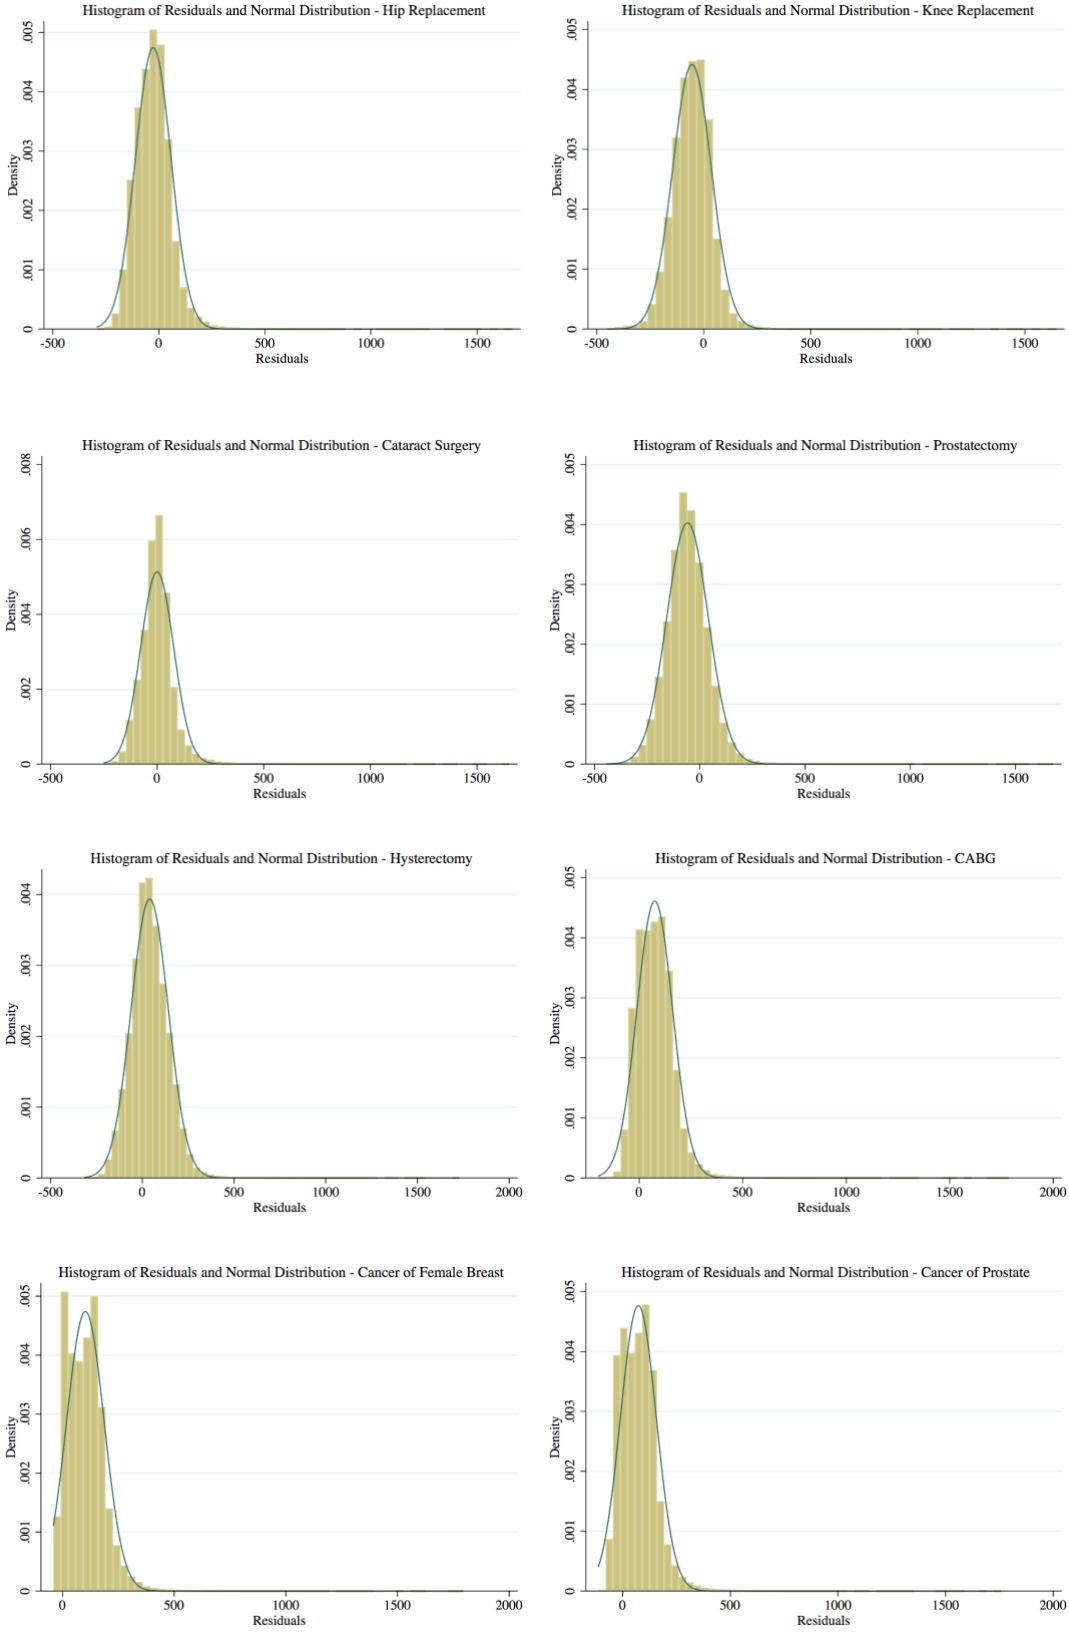 Histogram of Residuals and Normal Distribution - Hip Replacement
Density
.005
.004
.003
.002
.001
0
-500 0 500 1000 1500
Residuals
Histogram of Residuals and Normal Distribution - Knee Replacement
Density
.005
.004
.003
.002
.001
0
-500 0 500 1000 1500
Residuals
Histogram of Residuals and Normal Distribution - Cataract Surgery
Density
.008
.006
.004
.002
0
-500 0 500 1000 1500
Residuals
Histogram of Residuals and Normal Distribution - Prostatectomy
Density
.005
.004
.003
.002
.001
0
-500 0 500 1000 1500
Residuals
Histogram of Residuals and Normal Distribution - Hysterectomy
Density
.004
.003
.002
.001
0
-500 0 500 1000 1500 2000
Residuals
Histogram of Residuals and Normal Distribution - CABG
Density
.005
.004
.003
.002
.001
0
0 500 1000 1500 2000
Residuals
Histogram of Residuals and Normal Distribution - Cancer of Female Breast
Density
.005
.004
.003
.002
.001
0
0 500 1000 1500 2000
Residuals
Histogram of Residuals and Normal Distribution - Cancer of Prostate
Density
.005
.004
.003
.002
.001
0
0 500 1000 1500 2000
Residuals